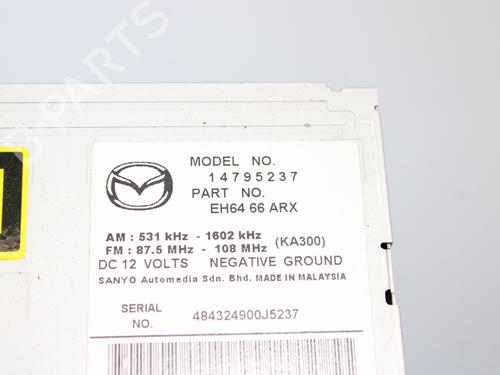 MODEL NO.
14795237
PART NO.
EH64 66 ARX
AM : 531 kHz - 1602 kHz
FM : 87.5 MHz - 108 MHz (KA300)
DC 12 VOLTS NEGATIVE GROUND
SANYO Automedia Sdn. Bhd. MADE IN MALAYSIA
SERIAL NO. 484324900J5237
B-PARTS